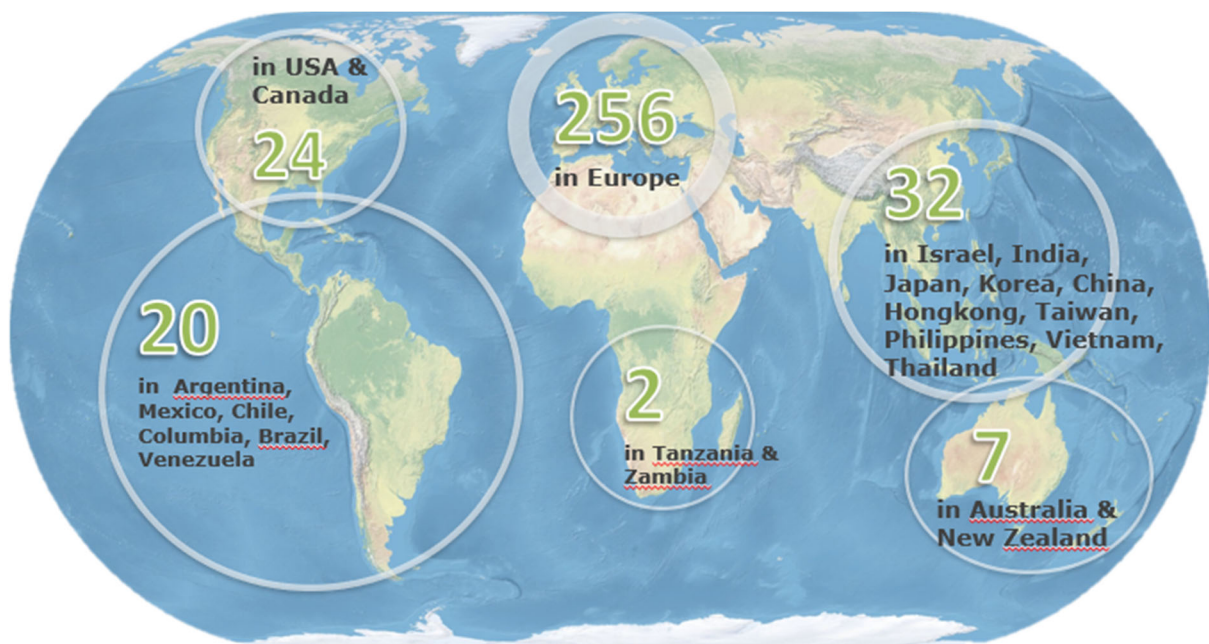 in USA &
Canada
24
256
in Europe
32
in Israel, India,
Japan, Korea, China,
Hongkong, Taiwan,
Philippines, Vietnam,
Thailand
20
in Argentina,
Mexico, Chile,
Columbia, Brazil,
Venezuela
2
in Tanzania &
Zambia
7
in Australia &
New Zealand